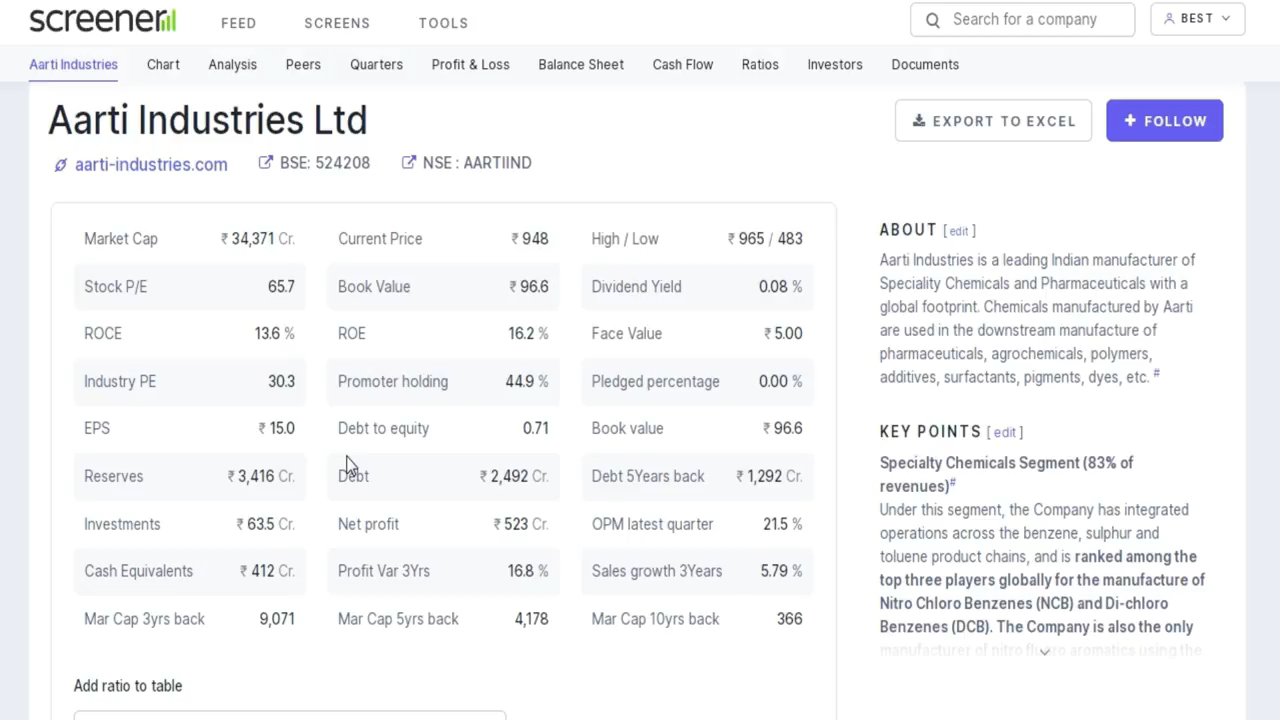 screener
FEED SCREENS TOOLS
Search for a company
BEST
Aarti Industries Chart Analysis Peers Quarters Profit & Loss Balance Sheet Cash Flow Ratios Investors Documents
Aarti Industries Ltd
EXPORT TO EXCEL
+ FOLLOW
aarti-industries.com BSE: 524208 NSE : AARTIIND
Market Cap ₹ 34,371 Cr. Current Price ₹ 948 High / Low ₹ 965 / 483
Stock P/E 65.7 Book Value ₹ 96.6 Dividend Yield 0.08 %
ROCE 13.6 % ROE 16.2 % Face Value ₹ 5.00
Industry PE 30.3 Promoter holding 44.9 % Pledged percentage 0.00 %
EPS ₹ 15.0 Debt to equity 0.71 Book value ₹ 96.6
Reserves ₹ 3,416 Cr. Debt ₹ 2,492 Cr. Debt 5Years back ₹ 1,292 Cr.
Investments ₹ 63.5 Cr. Net profit ₹ 523 Cr. OPM latest quarter 21.5 %
Cash Equivalents ₹ 412 Cr. Profit Var 3Yrs 16.8 % Sales growth 3Years 5.79 %
Mar Cap 3yrs back 9,071 Mar Cap 5yrs back 4,178 Mar Cap 10yrs back 366
Add ratio to table
ABOUT [ edit ]
Aarti Industries is a leading Indian manufacturer of
Speciality Chemicals and Pharmaceuticals with a
global footprint. Chemicals manufactured by Aarti
are used in the downstream manufacture of
pharmaceuticals, agrochemicals, polymers,
additives, surfactants, pigments, dyes, etc. #
KEY POINTS [ edit ]
Specialty Chemicals Segment (83% of
revenues)#
Under this segment, the Company has integrated
operations across the benzene, sulphur and
toluene product chains, and is ranked among the
top three players globally for the manufacture of
Nitro Chloro Benzenes (NCB) and Di-chloro
Benzenes (DCB). The Company is also the only
manufacturer of nitro fluoro aromatics using the